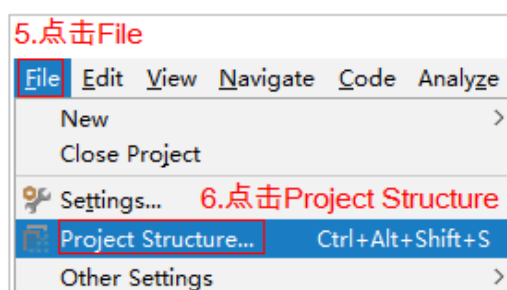 5.点击File
File Edit View Navigate Code Analyze
New >
Close Project
Settings... 6.点击Project Structure
Project Structure... Ctrl+Alt+Shift+S
Other Settings >